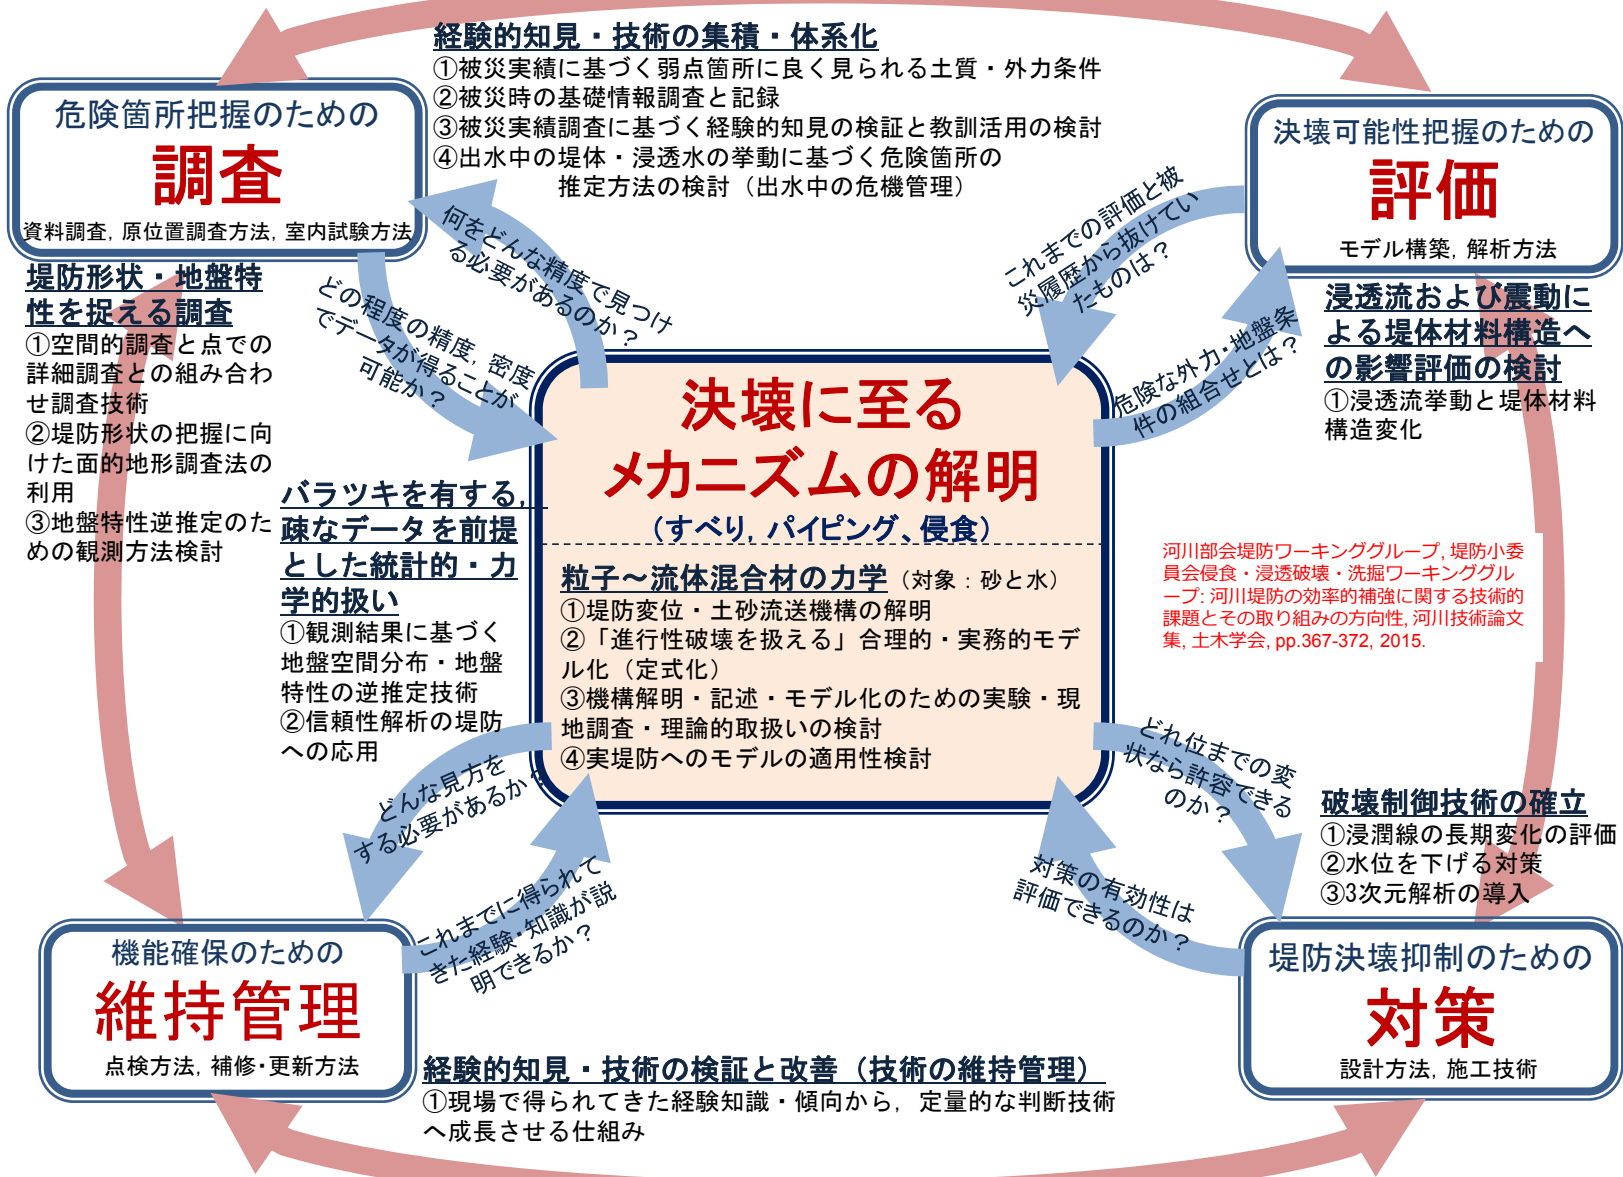 経験的知見・技術の集積・体系化
①被災実績に基づく弱点箇所に良く見られる土質・外力条件
②被災時の基礎情報調査と記録
③被災実績調査に基づく経験的知見の検証と教訓活用の検討
④出水中の堤体・浸透水の挙動に基づく危険箇所の
推定方法の検討（出水中の危機管理）
危険箇所把握のための
調査
資料調査, 原位置調査方法, 室内試験方法
決壊可能性把握のための
評価
モデル構築, 解析方法
何をどんな精度で見つけ
る必要があるのか？
どの程度の精度, 密度
でデータが得ることが
可能か？
これまでの評価と被
災履歴から抜けてい
たものは？
危険な外力・地盤条
件の組合せとは？
堤防形状・地盤特
性を捉える調査
①空間的調査と点での
詳細調査との組み合わ
せ調査技術
②堤防形状の把握に向
けた面的地形調査法の
利用
③地盤特性逆推定のた
めの観測方法検討
浸透流および震動に
よる堤体材料構造へ
の影響評価の検討
①浸透流挙動と堤体材料
構造変化
バラツキを有する,
疎なデータを前提
とした統計的・力
学的扱い
①観測結果に基づく
地盤空間分布・地盤
特性の逆推定技術
②信頼性解析の堤防
への応用
決壊に至る
メカニズムの解明
（すべり, パイピング、侵食）
粒子～流体混合材の力学（対象：砂と水）
①堤防変位・土砂流送機構の解明
②「進行性破壊を扱える」合理的・実務的モデ
ル化（定式化）
③機構解明・記述・モデル化のための実験・現
地調査・理論的取扱いの検討
④実堤防へのモデルの適用性検討
河川部会堤防ワーキンググループ, 堤防小委
員会侵食・浸透破壊・洗掘ワーキンググル
ープ: 河川堤防の効率的補強に関する技術的
課題とその取り組みの方向性, 河川技術論文
集, 土木学会, pp.367-372, 2015.
どんな見方を
する必要があるか？
これまでに得られて
きた経験・知識が説
明できるか？
どれ位までの変
状なら許容できる
のか？
対策の有効性は
評価できるのか？
破壊制御技術の確立
①浸潤線の長期変化の評価
②水位を下げる対策
③3次元解析の導入
機能確保のための
維持管理
点検方法, 補修・更新方法
堤防決壊抑制のための
対策
設計方法, 施工技術
経験的知見・技術の検証と改善（技術の維持管理）
①現場で得られてきた経験知識・傾向から, 定量的な判断技術
へ成長させる仕組み